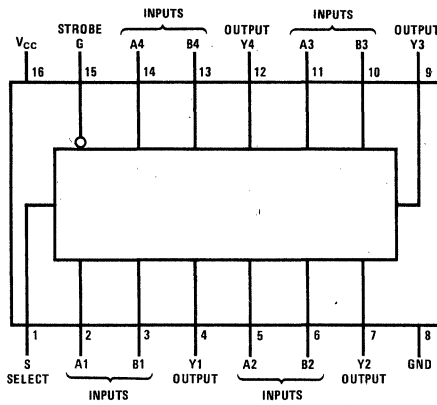 INPUTS INPUTS
STROBE OUTPUT OUTPUT
VCC G A4 B4 Y4 A3 B3 Y3
16 15 14 13 12 11 10 9
1 2 3 4 5 6 7 8
S A1 B1 Y1 A2 B2 Y2 GND
SELECT OUTPUT OUTPUT
INPUTS INPUTS